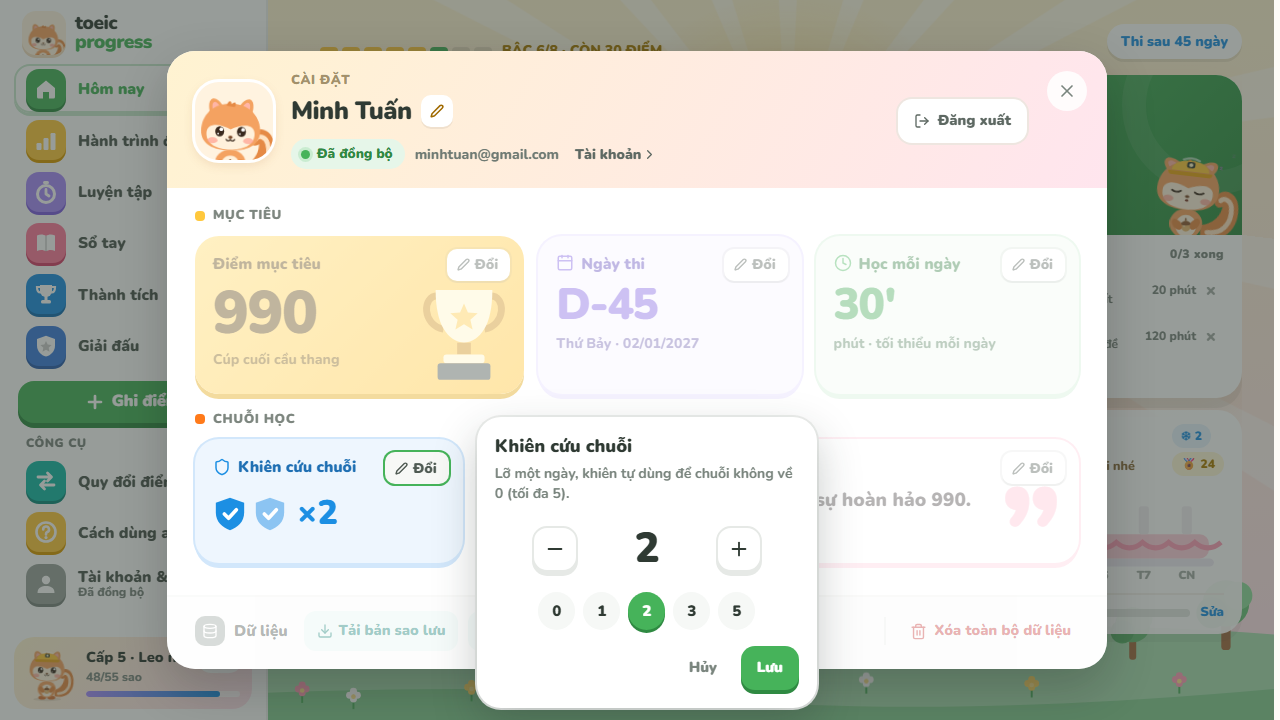 toeic
progress
BẬC 6/8 · CÒN 30 ĐIỂM
Thi sau 45 ngày
Hôm nay
Hành trình
Luyện tập
Sổ tay
Thành tích
Giải đấu
Ghi
CÔNG CỤ
Quy đổi
Cách dùng
Tài khoản &
Đã đồng bộ
Cấp 5 · Leo
48/55 sao
CÀI ĐẶT
Minh Tuấn
Đã đồng bộ
minhtuan@gmail.com
Tài khoản
Đăng xuất
MỤC TIÊU
Điểm mục tiêu
Đổi
990
Cúp cuối cầu thang
Ngày thi
Đổi
D-45
Thứ Bảy · 02/01/2027
Học mỗi ngày
Đổi
30'
phút · tối thiểu mỗi ngày
CHUỖI HỌC
Khiên cứu chuỗi
Đổi
×2
Đổi
sự hoàn hảo 990.
Khiên cứu chuỗi
Lỡ một ngày, khiên tự dùng để chuỗi không về
0 (tối đa 5).
2
0 1 2 3 5
Hủy
Lưu
Dữ liệu
Tải bản sao lưu
Xóa toàn bộ dữ liệu
0/3 xong
20 phút
120 phút
2
nhé
24
T7
CN
Sửa